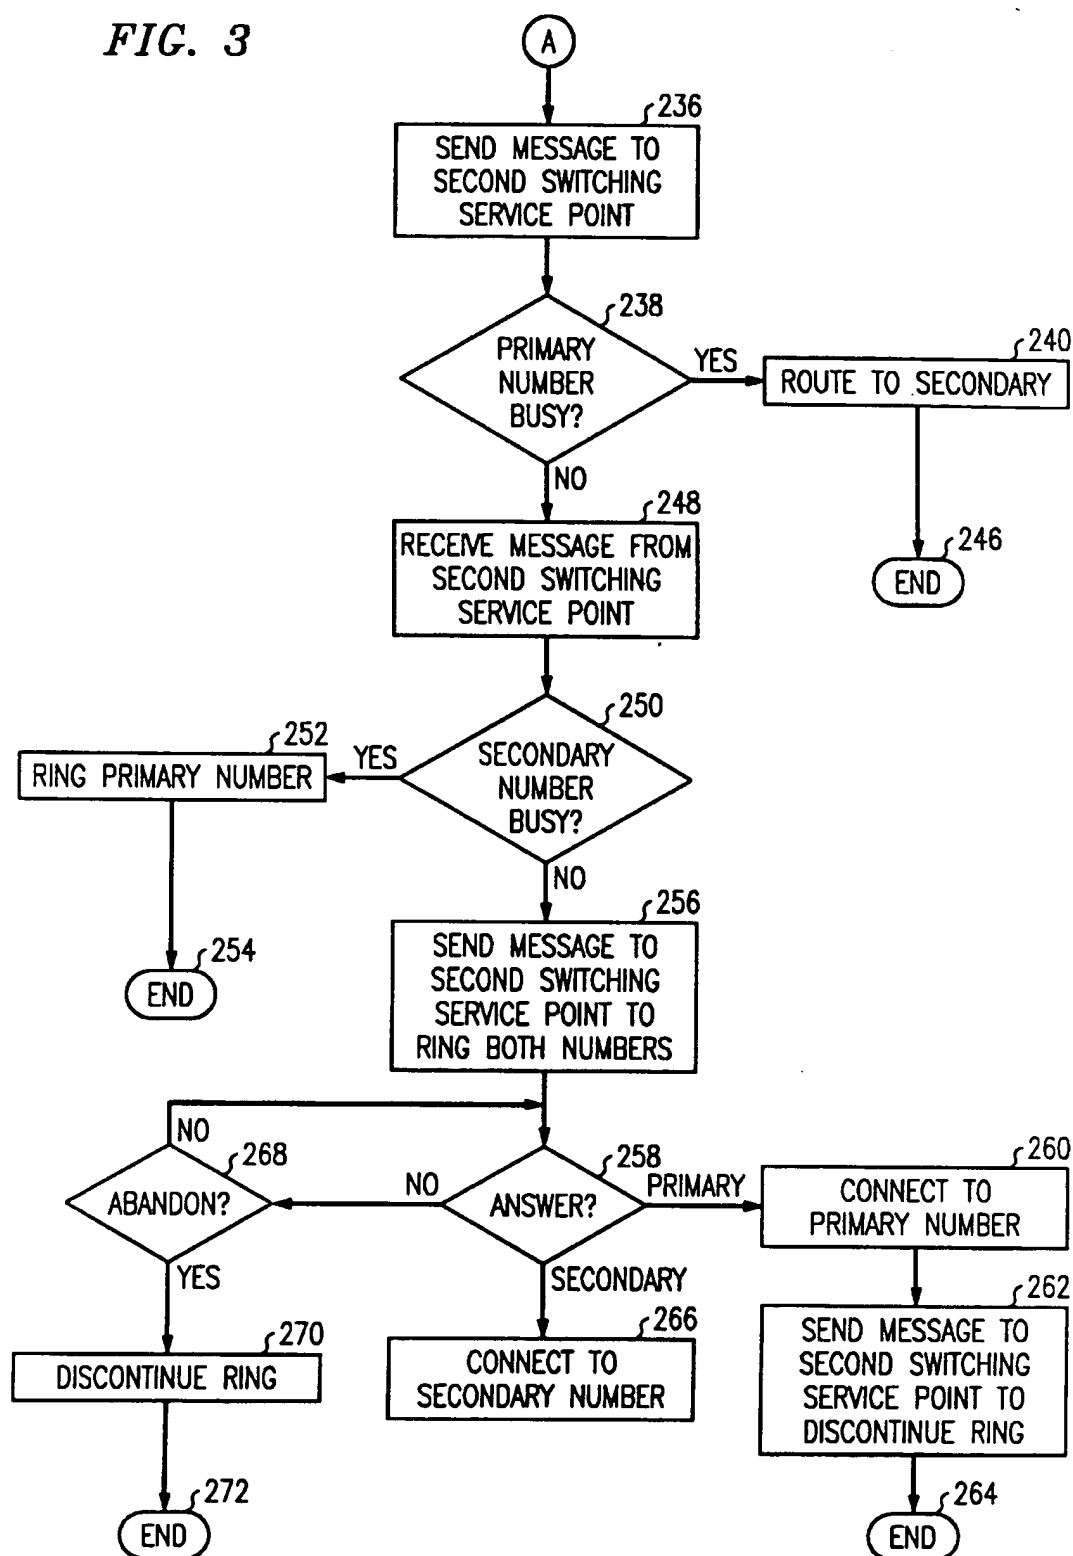 FIG. 3
A
236
SEND MESSAGE TO
SECOND SWITCHING
SERVICE POINT
238
PRIMARY
NUMBER
BUSY?
YES
240
ROUTE TO SECONDARY
NO
246
END
248
RECEIVE MESSAGE FROM
SECOND SWITCHING
SERVICE POINT
250
SECONDARY
NUMBER
BUSY?
YES
252
RING PRIMARY NUMBER
254
END
NO
256
SEND MESSAGE TO
SECOND SWITCHING
SERVICE POINT TO
RING BOTH NUMBERS
NO
268
ABANDON?
NO
258
ANSWER?
PRIMARY
260
CONNECT TO
PRIMARY NUMBER
YES
SECONDARY
262
SEND MESSAGE TO
SECOND SWITCHING
SERVICE POINT TO
DISCONTINUE RING
270
DISCONTINUE RING
266
CONNECT TO
SECONDARY NUMBER
272
END
264
END